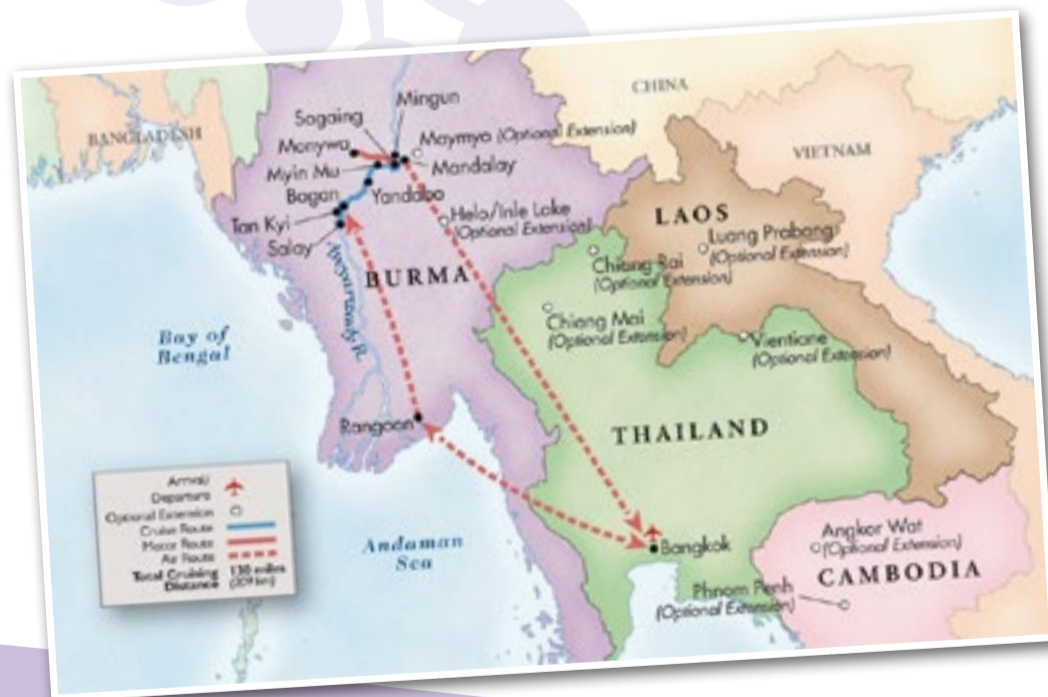 CHINA
BANGLADESH
Mingun
Sagaing
Maymyo (Optional Extension)
Monywa
Mandalay
Myin Mu
VIETNAM
Bagan
Yandabo
Tan Kyi
Heho/Inle Lake
(Optional Extension)
Salay
LAOS
Luang Prabang
(Optional Extension)
Chiang Rai
(Optional Extension)
BURMA
Ayeyarwady R.
Chiang Mai
(Optional Extension)
Vientiane
(Optional Extension)
Bay of
Bengal
Rangoon
THAILAND
Arrival/
Departure
Optional Extension
Cruise Route
Motor Route
Air Route
Total Cruising
Distance
130 miles
(209 km)
Andaman
Sea
Bangkok
Angkor Wat
(Optional Extension)
CAMBODIA
Phnom Penh
(Optional Extension)